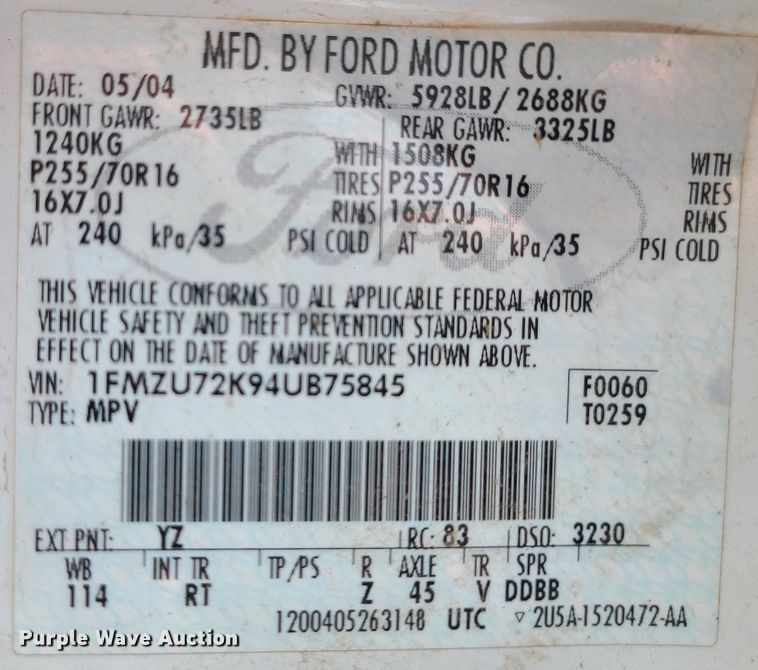 MFD. BY FORD MOTOR CO.
DATE: 05/04 GVWR: 5928LB/ 2688KG
FRONT GAWR: 2735LB REAR GAWR: 3325LB
1240KG WITH 1508KG WITH
P255/70R16 TIRES P255/70R16 TIRES
16X7.0J RIMS 16X7.0J RIMS
AT 240 kPa/35 PSI COLD AT 240 kPa/35 PSI COLD
Ford
THIS VEHICLE CONFORMS TO ALL APPLICABLE FEDERAL MOTOR
VEHICLE SAFETY AND THEFT PREVENTION STANDARDS IN
EFFECT ON THE DATE OF MANUFACTURE SHOWN ABOVE.
VIN: 1FMZU72K94UB75845 F0060
TYPE: MPV T0259
EXT PNT: YZ RC: 83 DSO: 3230
WB INT TR TP/PS R AXLE TR SPR
114 RT Z 45 V DDBB
1200405263148 UTC ▽ 2U5A-1520472-AA
Purple Wave Auction